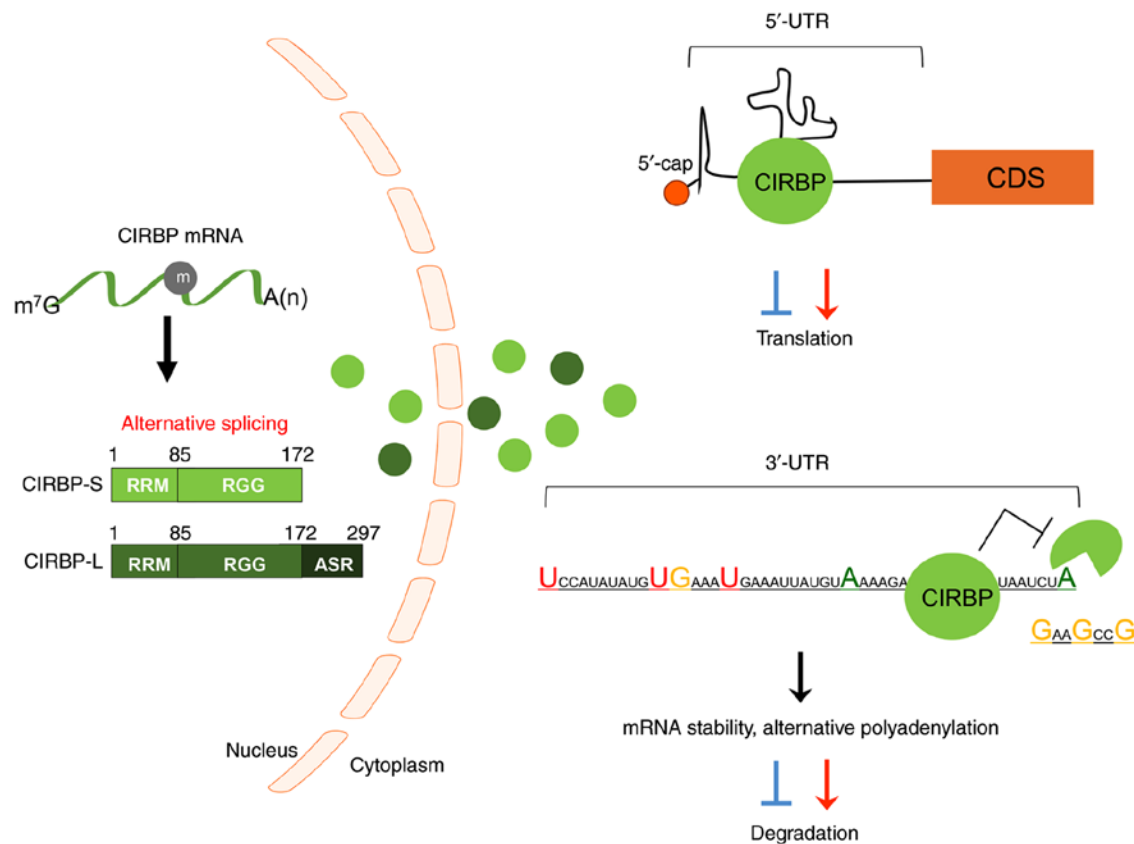 5′-UTR
5′-cap
CIRBP
CDS
Translation
CIRBP mRNA
m
m⁷G
A(n)
Alternative splicing
1 85 172
CIRBP-S RRM RGG
1 85 172 297
CIRBP-L RRM RGG ASR
Nucleus
Cytoplasm
3′-UTR
UCCAUAUAUGUGAAAUGAAAUUAUGUAAAAGA CIRBP UAAUCUA
GAAGCCG
mRNA stability, alternative polyadenylation
Degradation